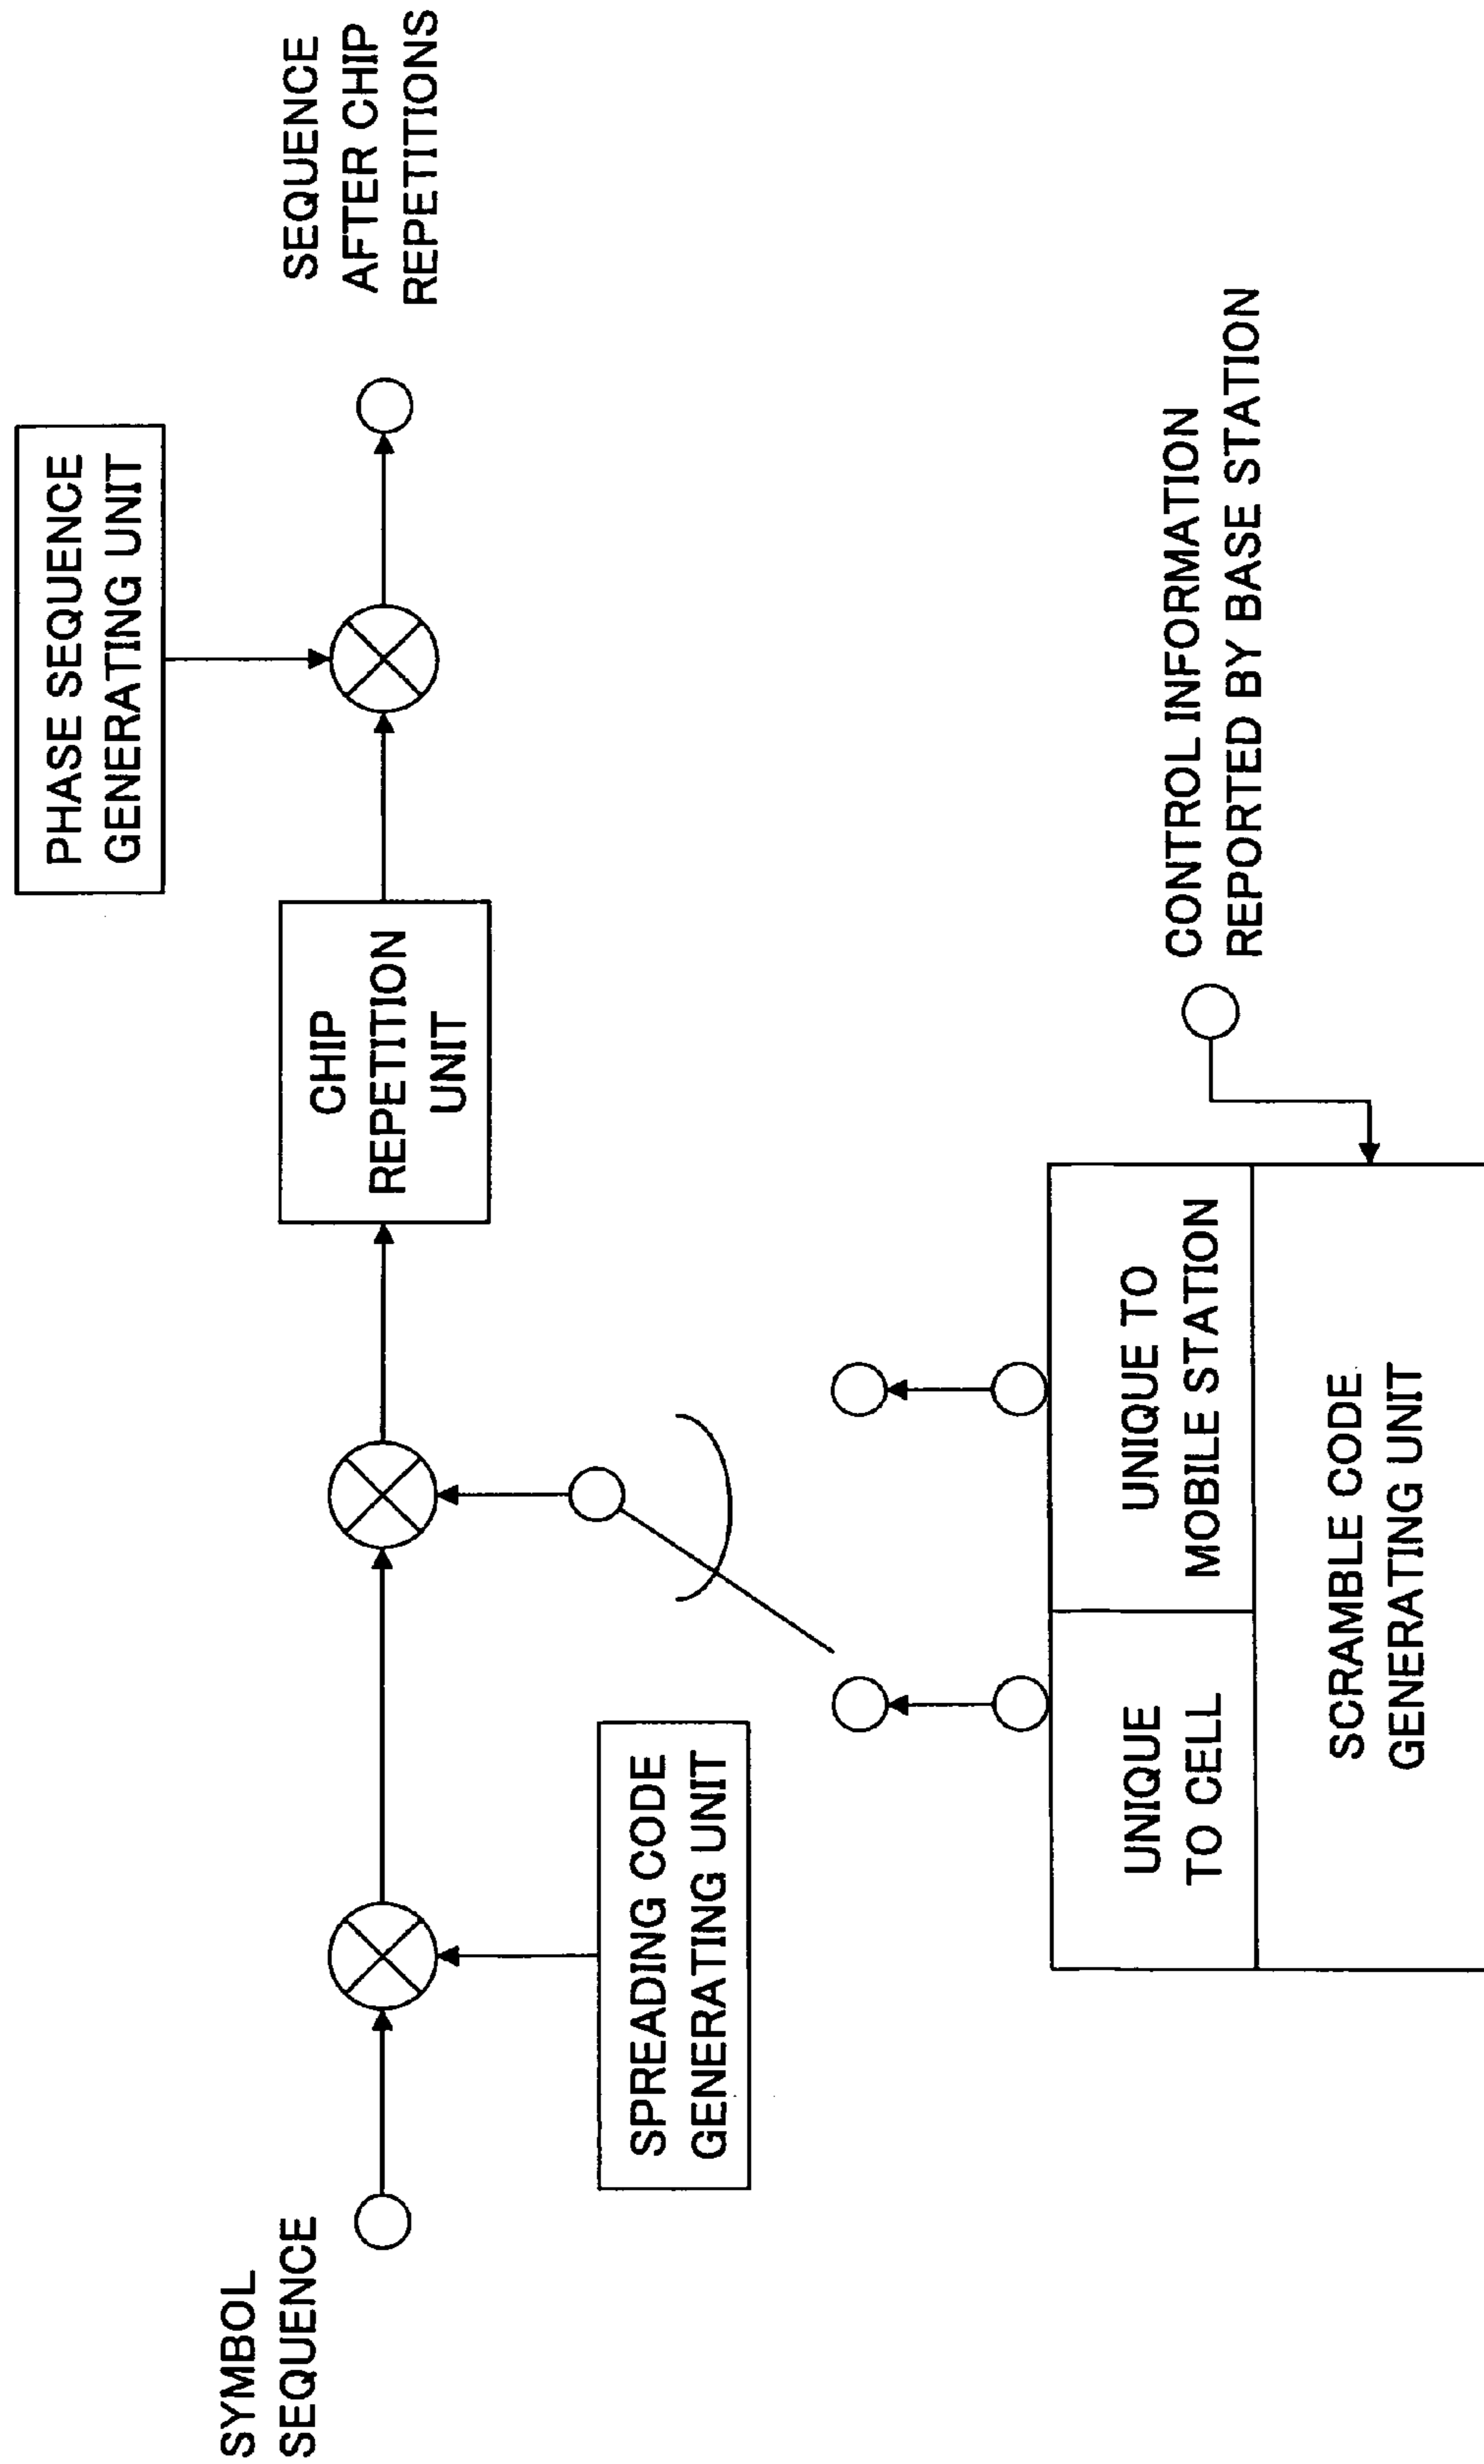 SYMBOL
SEQUENCE
SPREADING CODE
GENERATING UNIT
CHIP
REPETITION
UNIT
PHASE SEQUENCE
GENERATING UNIT
SEQUENCE
AFTER CHIP
REPETITIONS
UNIQUE
TO CELL
UNIQUE TO
MOBILE STATION
SCRAMBLE CODE
GENERATING UNIT
CONTROL INFORMATION
REPORTED BY BASE STATION